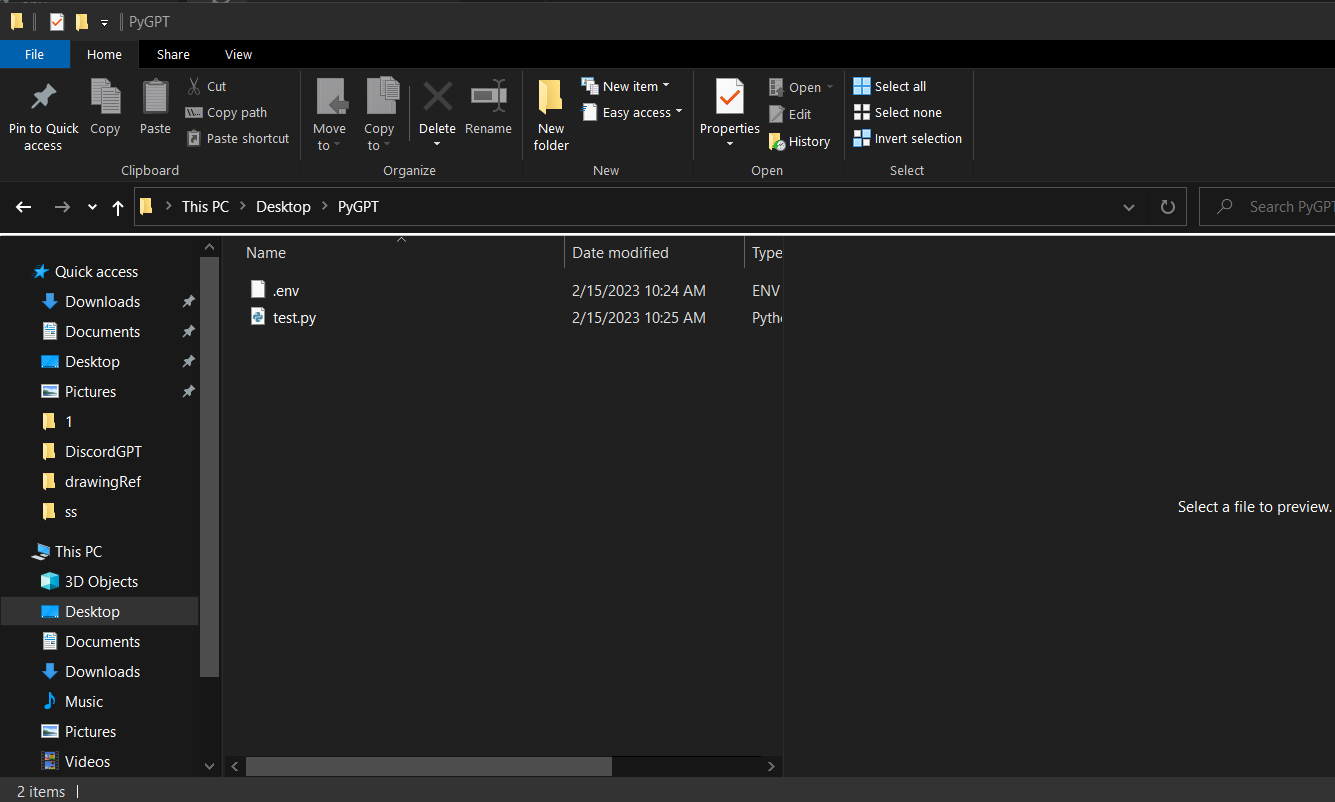 PyGPT
File Home Share View
Pin to Quick access
Copy
Paste
Cut
Copy path
Paste shortcut
Clipboard
Move to
Copy to
Delete
Rename
Organize
New folder
New item
Easy access
New
Properties
Open
Edit
History
Open
Select all
Select none
Invert selection
Select
This PC Desktop PyGPT
Search PyGPT
Name Date modified Type
.env 2/15/2023 10:24 AM ENV
test.py 2/15/2023 10:25 AM Pyth
Quick access
Downloads
Documents
Desktop
Pictures
1
DiscordGPT
drawingRef
ss
This PC
3D Objects
Desktop
Documents
Downloads
Music
Pictures
Videos
Select a file to preview.
2 items